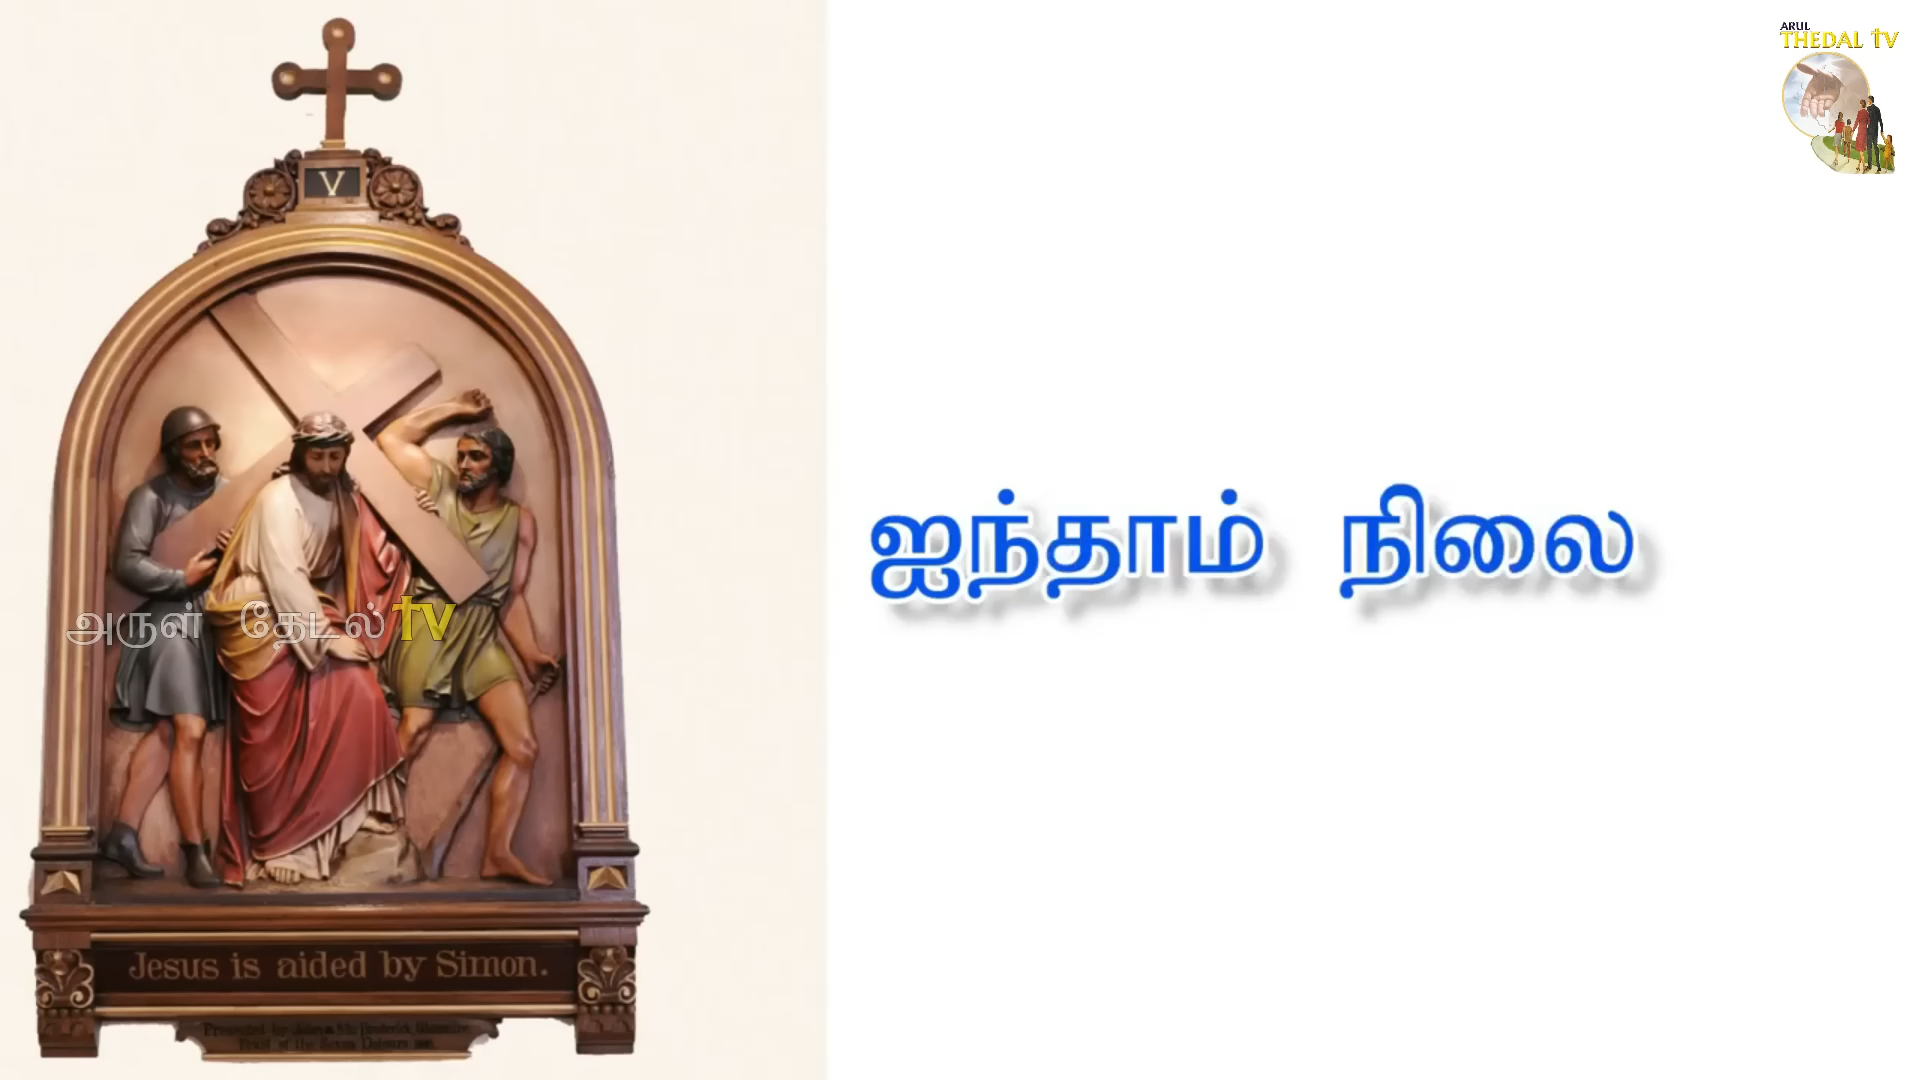 V
Jesus is aided by Simon.
அருள் தேடல் TV
ஐந்தாம் நிலை
ARUL
THEDAL TV